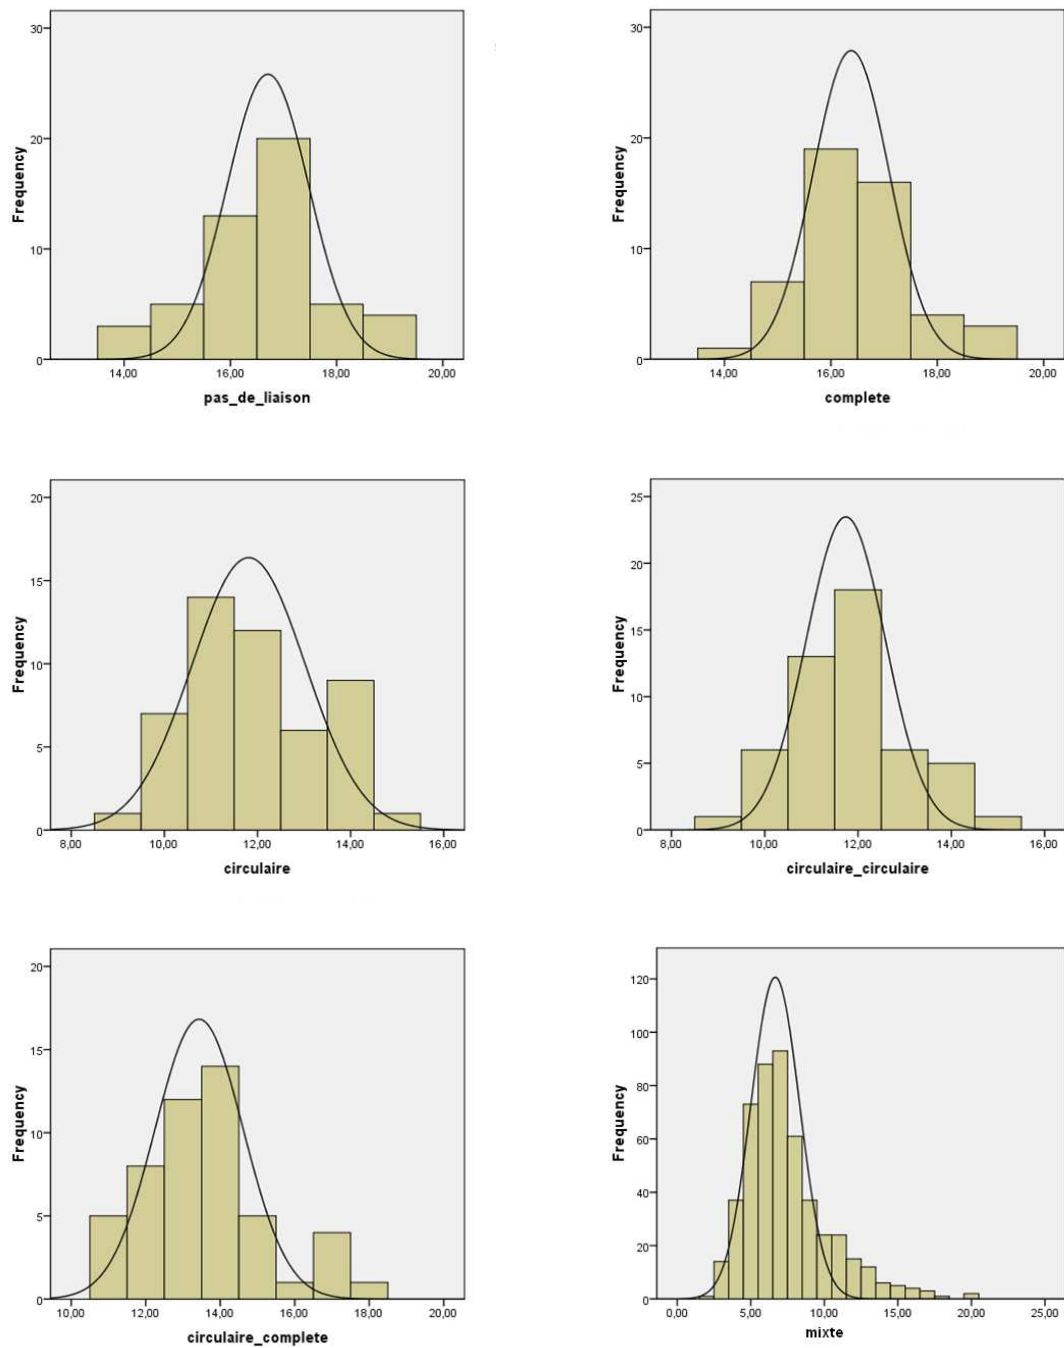 30
20
10
0
Frequency
14,00 16,00 18,00 20,00
pas_de_liaison
30
20
10
0
Frequency
14,00 16,00 18,00 20,00
complete
20
15
10
5
0
Frequency
8,00 10,00 12,00 14,00 16,00
circulaire
25
20
15
10
5
0
Frequency
8,00 10,00 12,00 14,00 16,00
circulaire_circulaire
20
15
10
5
0
Frequency
10,00 12,00 14,00 16,00 18,00 20,00
circulaire_complete
120
100
80
60
40
20
0
Frequency
0,00 5,00 10,00 15,00 20,00 25,00
mixte